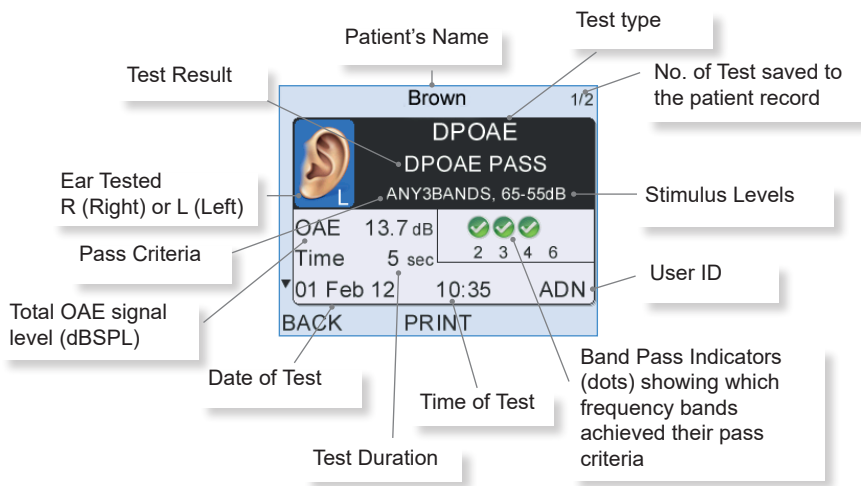 Test type
Patient's Name
Test Result
No. of Test saved to
the patient record
Brown
1/2
DPOAE
DPOAE PASS
ANY3BANDS, 65-55dB
L
Ear Tested
R (Right) or L (Left)
Stimulus Levels
OAE 13.7 dB
Time 5 sec
2 3 4 6
Pass Criteria
User ID
01 Feb 12 10:35 ADN
BACK PRINT
Total OAE signal
level (dBSPL)
Date of Test
Time of Test
Test Duration
Band Pass Indicators
(dots) showing which
frequency bands
achieved their pass
criteria